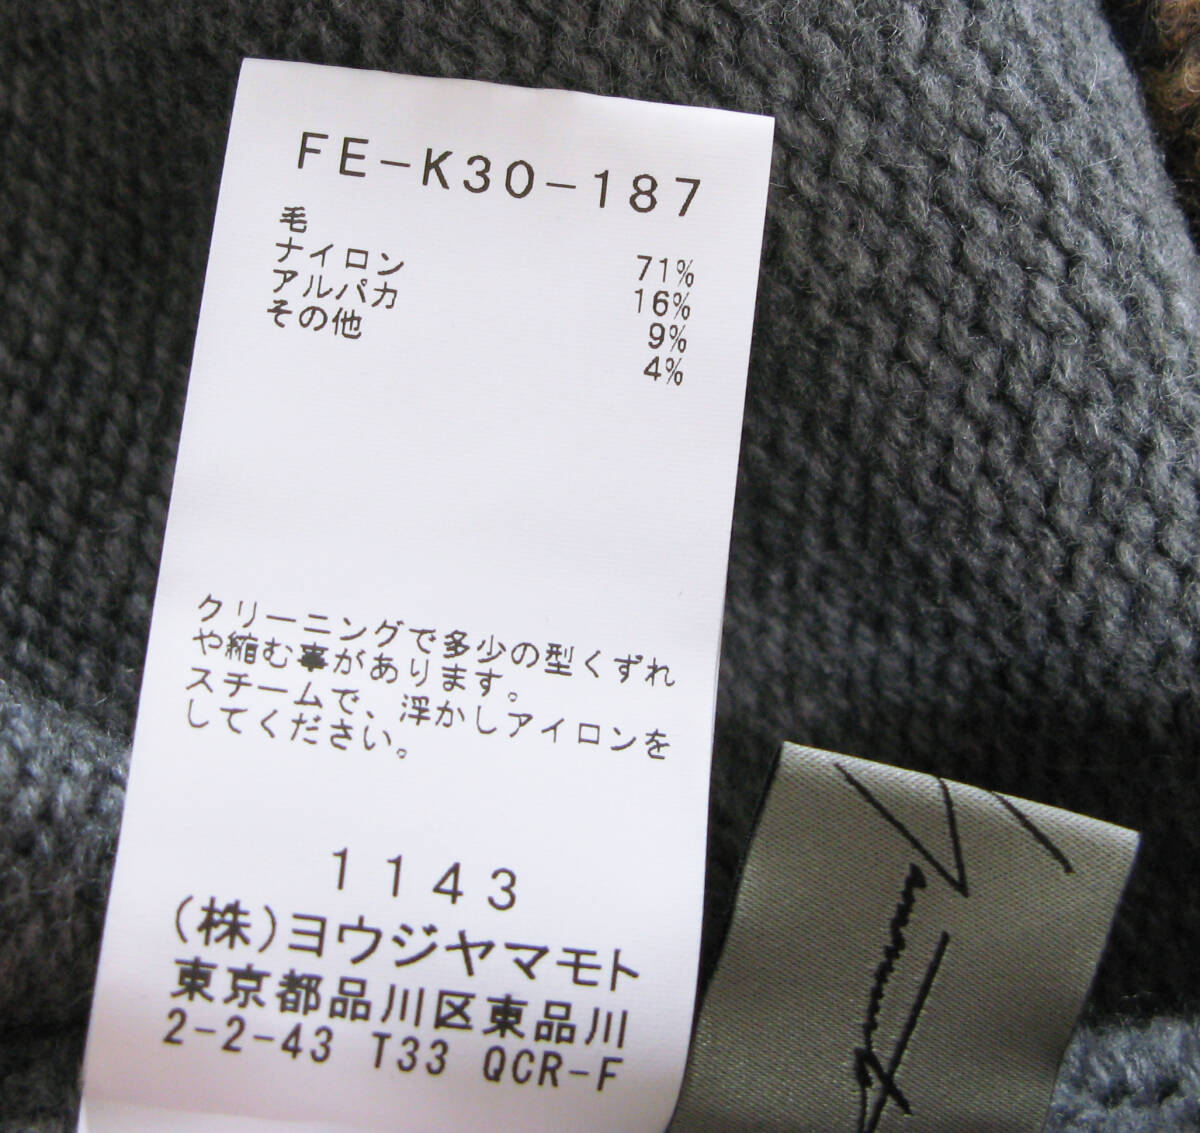 FE-K30-187
毛 71%
ナイロン 16%
アルパカ 9%
その他 4%
クリーニングで多少の型くずれ
や縮む事があります。
スチームで、浮かしアイロンを
してください。
1143
(株)ヨウジヤマモト
東京都品川区東品川
2-2-43 T33 QCR-F